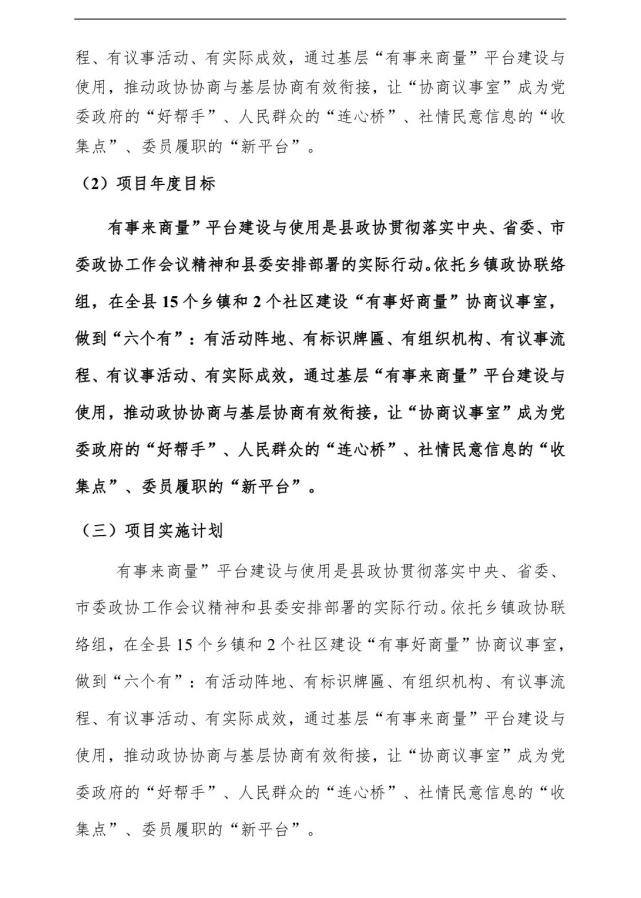 程、有议事活动、有实际成效，通过基层“有事来商量”平台建设与
使用，推动政协协商与基层协商有效衔接，让“协商议事室”成为党
委政府的“好帮手”、人民群众的“连心桥”、社情民意信息的“收
集点”、委员履职的“新平台”。
（2）项目年度目标
有事来商量”平台建设与使用是县政协贯彻落实中央、省委、市
委政协工作会议精神和县委安排部署的实际行动。依托乡镇政协联络
组，在全县 15 个乡镇和 2 个社区建设“有事好商量”协商议事室，
做到“六个有”：有活动阵地、有标识牌匾、有组织机构、有议事流
程、有议事活动、有实际成效，通过基层“有事来商量”平台建设与
使用，推动政协协商与基层协商有效衔接，让“协商议事室”成为党
委政府的“好帮手”、人民群众的“连心桥”、社情民意信息的“收
集点”、委员履职的“新平台”。
（三）项目实施计划
有事来商量”平台建设与使用是县政协贯彻落实中央、省委、
市委政协工作会议精神和县委安排部署的实际行动。依托乡镇政协联
络组，在全县 15 个乡镇和 2 个社区建设“有事好商量”协商议事室，
做到“六个有”：有活动阵地、有标识牌匾、有组织机构、有议事流
程、有议事活动、有实际成效，通过基层“有事来商量”平台建设与
使用，推动政协协商与基层协商有效衔接，让“协商议事室”成为党
委政府的“好帮手”、人民群众的“连心桥”、社情民意信息的“收
集点”、委员履职的“新平台”。